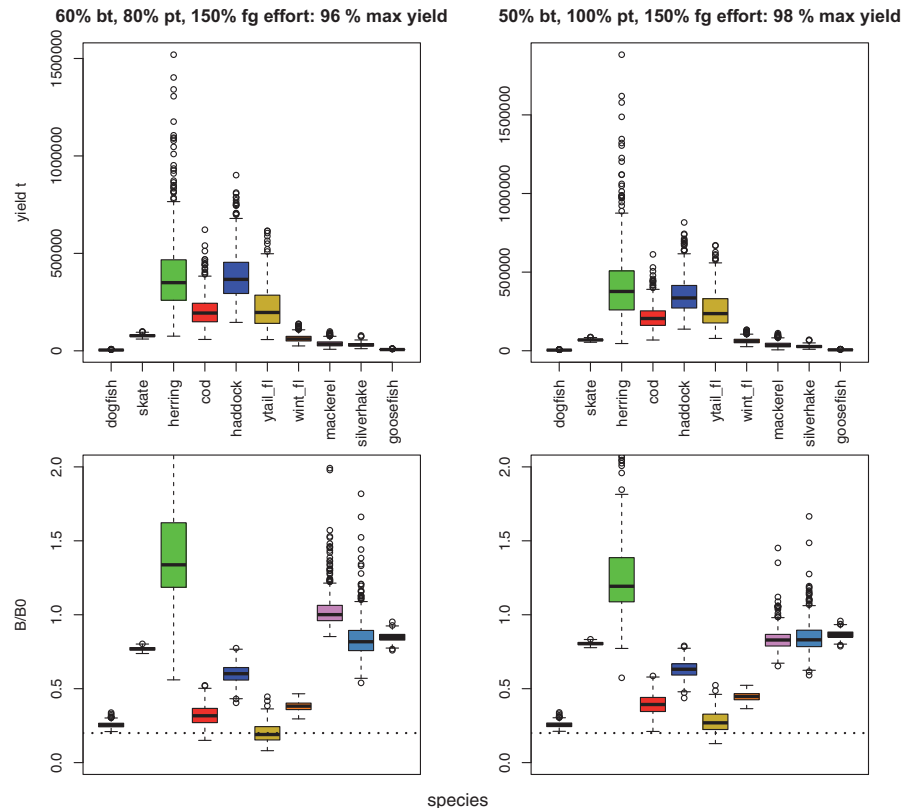 60% bt, 80% pt, 150% fg effort: 96 % max yield
50% bt, 100% pt, 150% fg effort: 98 % max yield
yield t
1500000
1000000
500000
0
1500000
1000000
500000
0
dogfish
skate
herring
cod
haddock
ytail_fl
wint_fl
mackerel
silverhake
goosefish
dogfish
skate
herring
cod
haddock
ytail_fl
wint_fl
mackerel
silverhake
goosefish
B/B0
2.0
1.5
1.0
0.5
0.0
2.0
1.5
1.0
0.5
0.0
species